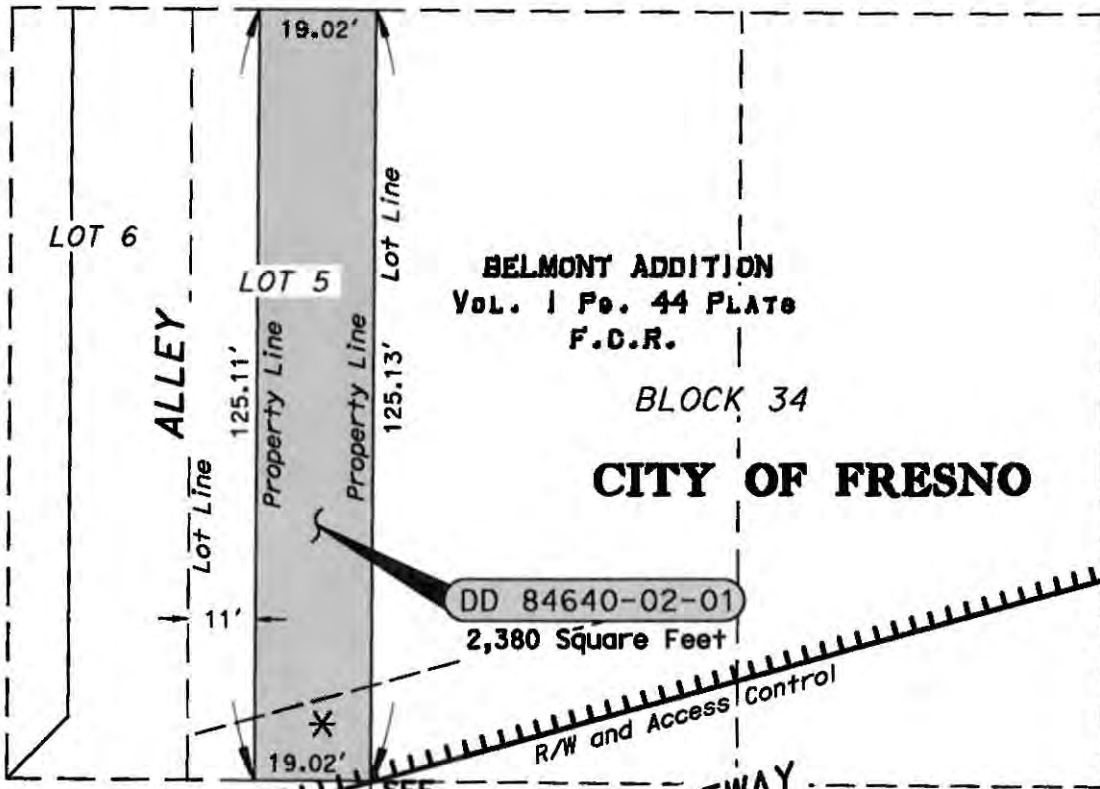 19.02'
LOT 6
LOT 5
ALLEY
Lot Line
125.11'
Property Line
Property Line
125.13'
Lot Line
BELMONT ADDITION
VOL. 1 PG. 44 PLATS
F.C.R.
BLOCK 34
CITY OF FRESNO
11'
DD 84640-02-01
2,380 Square Feet
*
19.02'
R/W and Access Control